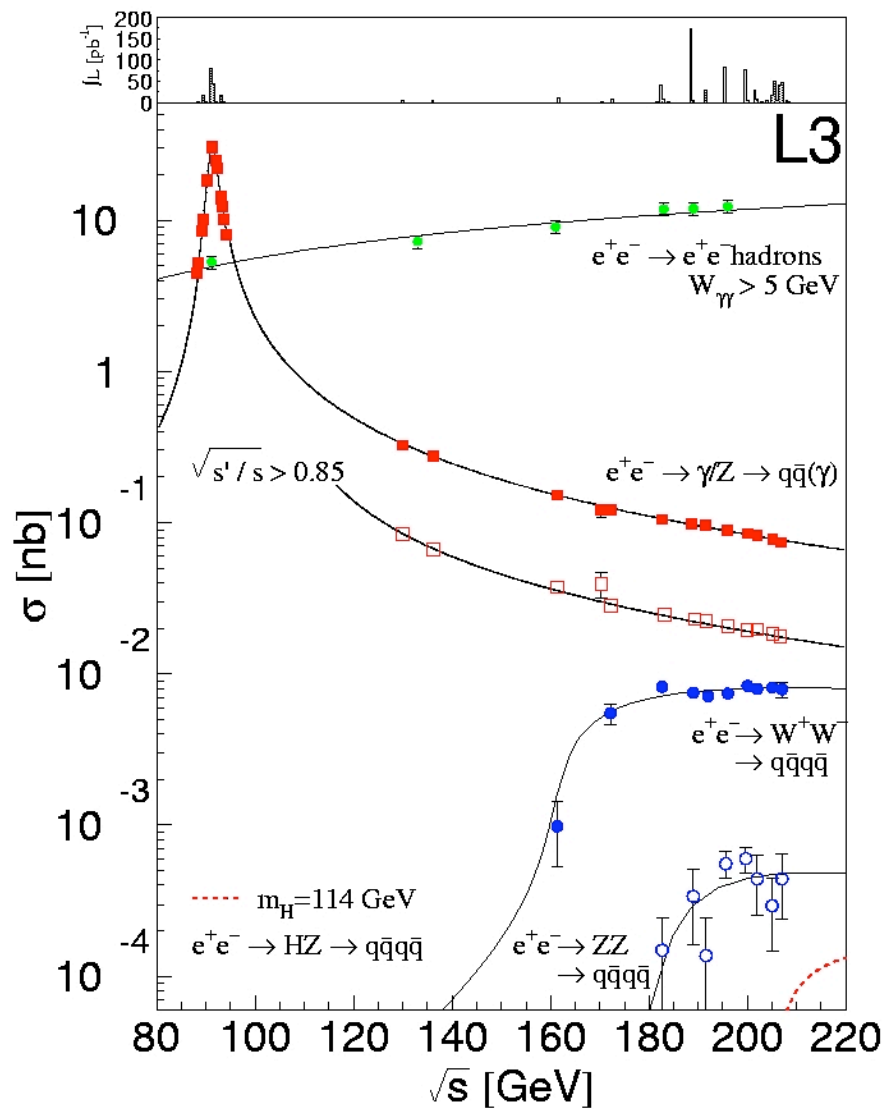 ∫L [pb⁻¹]
200
150
100
50
0
L3
10
1
10⁻¹
10⁻²
10⁻³
10⁻⁴
σ [nb]
e⁺e⁻ → e⁺e⁻hadrons
W_γγ > 5 GeV
√s'/s > 0.85
e⁺e⁻ → γ/Z → qq̄(γ)
e⁺e⁻ → W⁺W⁻
→ qq̄qq̄
m_H=114 GeV
e⁺e⁻ → HZ → qq̄qq̄
e⁺e⁻ → ZZ
→ qq̄qq̄
80 100 120 140 160 180 200 220
√s [GeV]